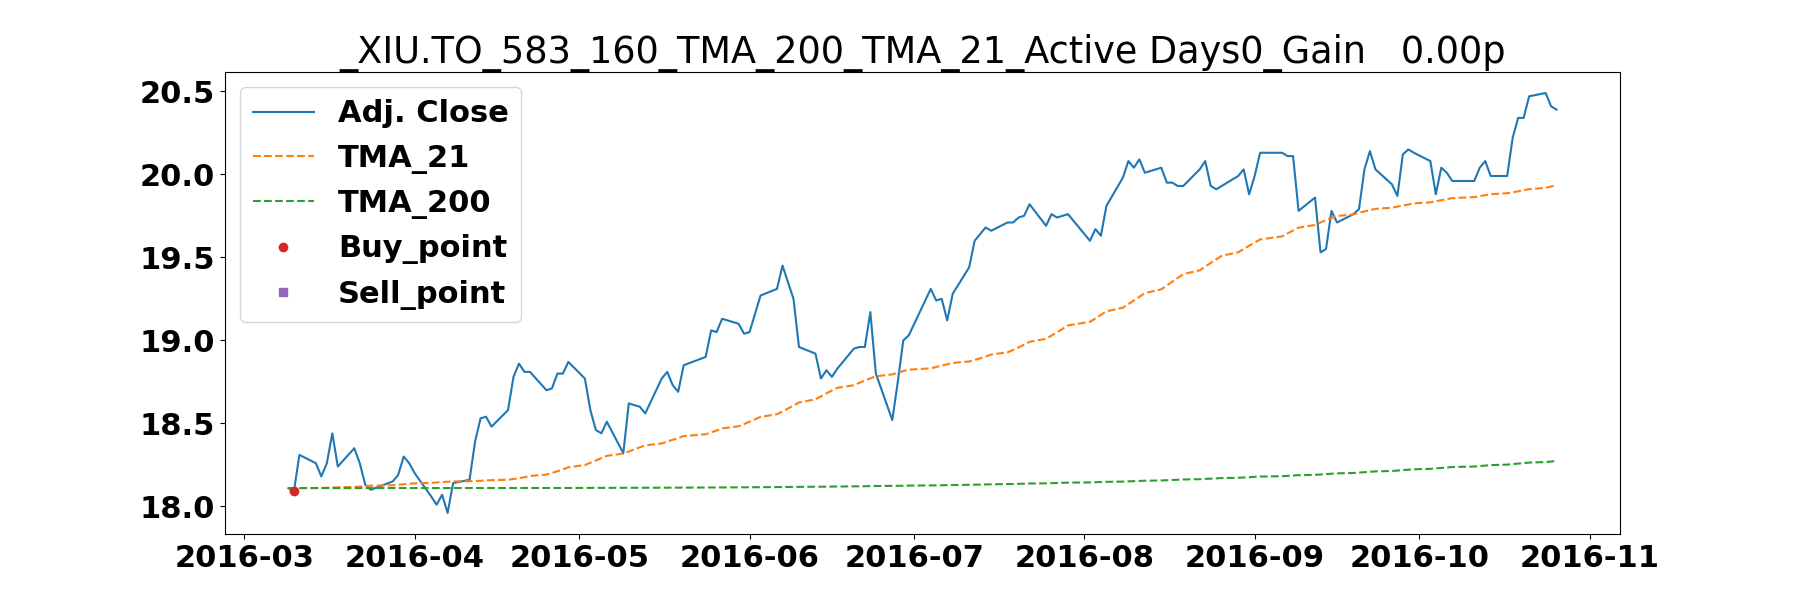 _XIU.TO_583_160_TMA_200_TMA_21_Active Days0_Gain   0.00p
20.5
20.0
19.5
19.0
18.5
18.0
Adj. Close
TMA_21
TMA_200
Buy_point
Sell_point
2016-03 2016-04 2016-05 2016-06 2016-07 2016-08 2016-09 2016-10 2016-11